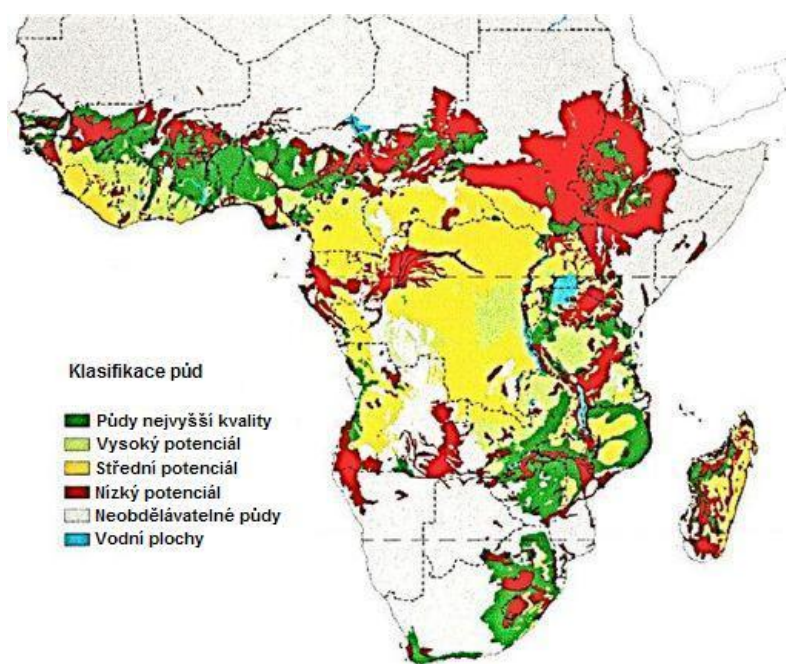 Klasifikace půd
Půdy nejvyšší kvality
Vysoký potenciál
Střední potenciál
Nízký potenciál
Neobdělávatelné půdy
Vodní plochy